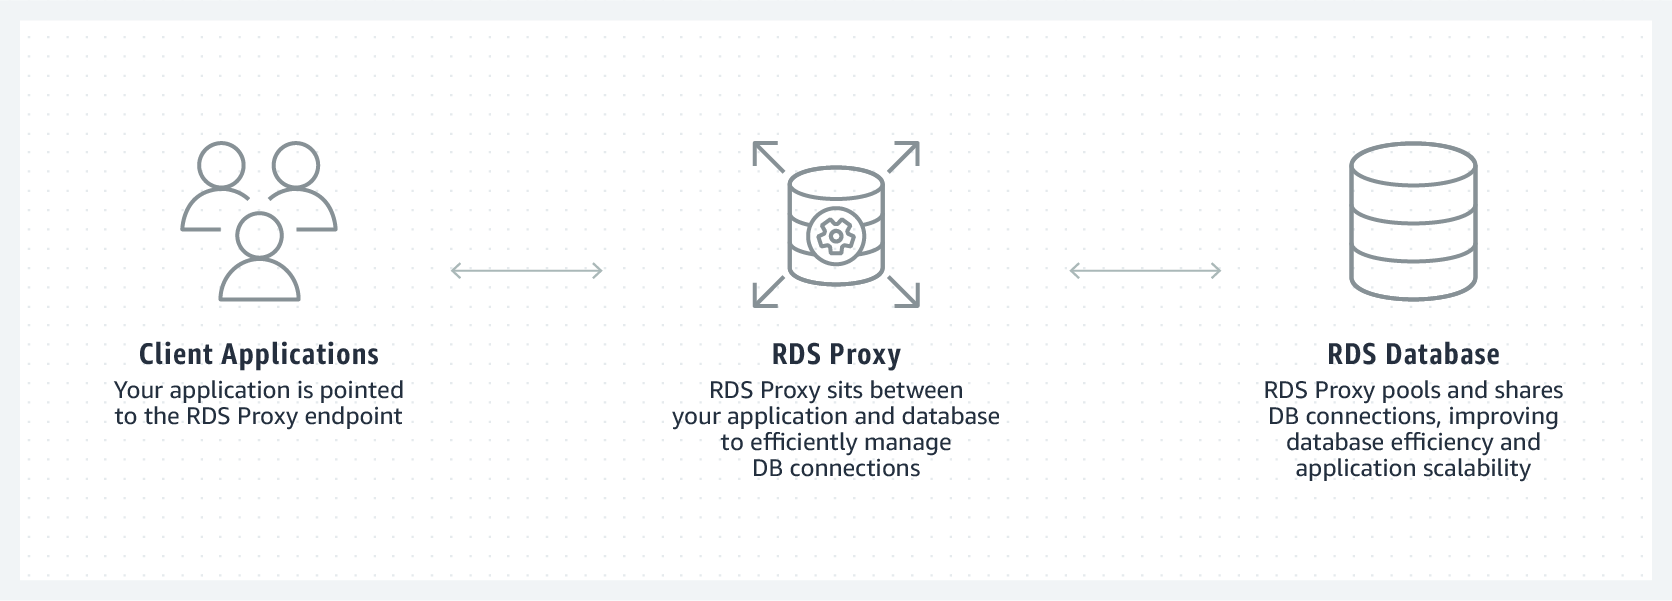 Client Applications
Your application is pointed
to the RDS Proxy endpoint
RDS Proxy
RDS Proxy sits between
your application and database
to efficiently manage
DB connections
RDS Database
RDS Proxy pools and shares
DB connections, improving
database efficiency and
application scalability